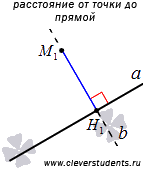 расстояние от точки до
прямой
M₁
a
H₁
b
www.cleverstudents.ru